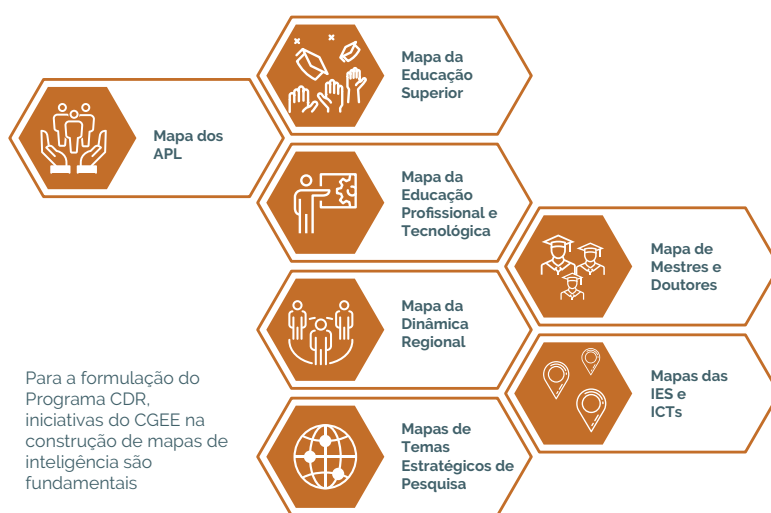 Mapa da
Educação
Superior
Mapa dos
APL
Mapa da
Educação
Profissional e
Tecnológica
Mapa de
Mestres e
Doutores
Mapa da
Dinâmica
Regional
Mapas das
IES e
ICTs
Mapas de
Temas
Estratégicos de
Pesquisa
Para a formulação do
Programa CDR,
iniciativas do CGEE na
construção de mapas de
inteligência são
fundamentais